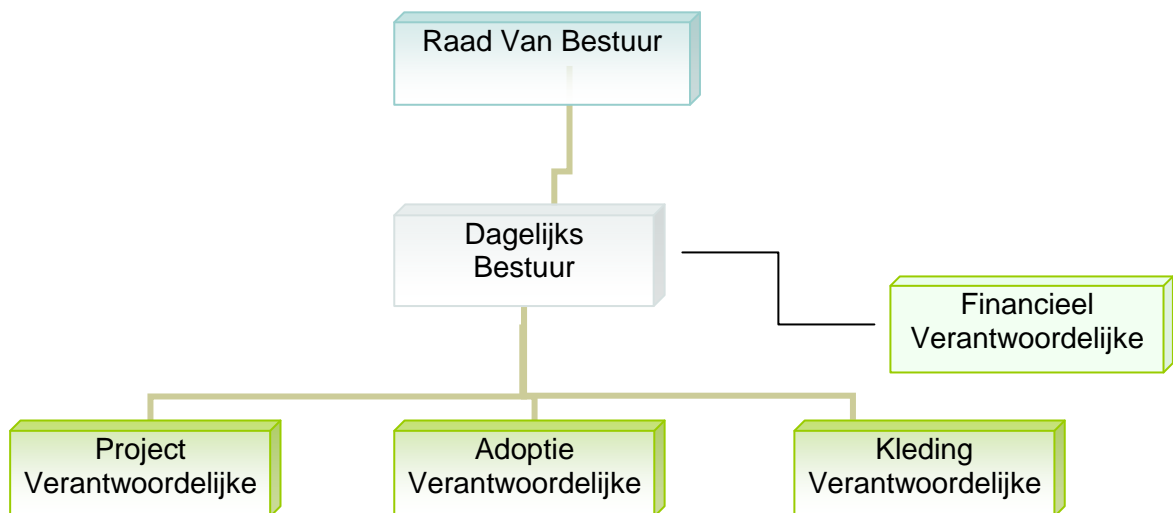 Raad Van Bestuur
Dagelijks
Bestuur
Financieel
Verantwoordelijke
Project
Verantwoordelijke
Adoptie
Verantwoordelijke
Kleding
Verantwoordelijke